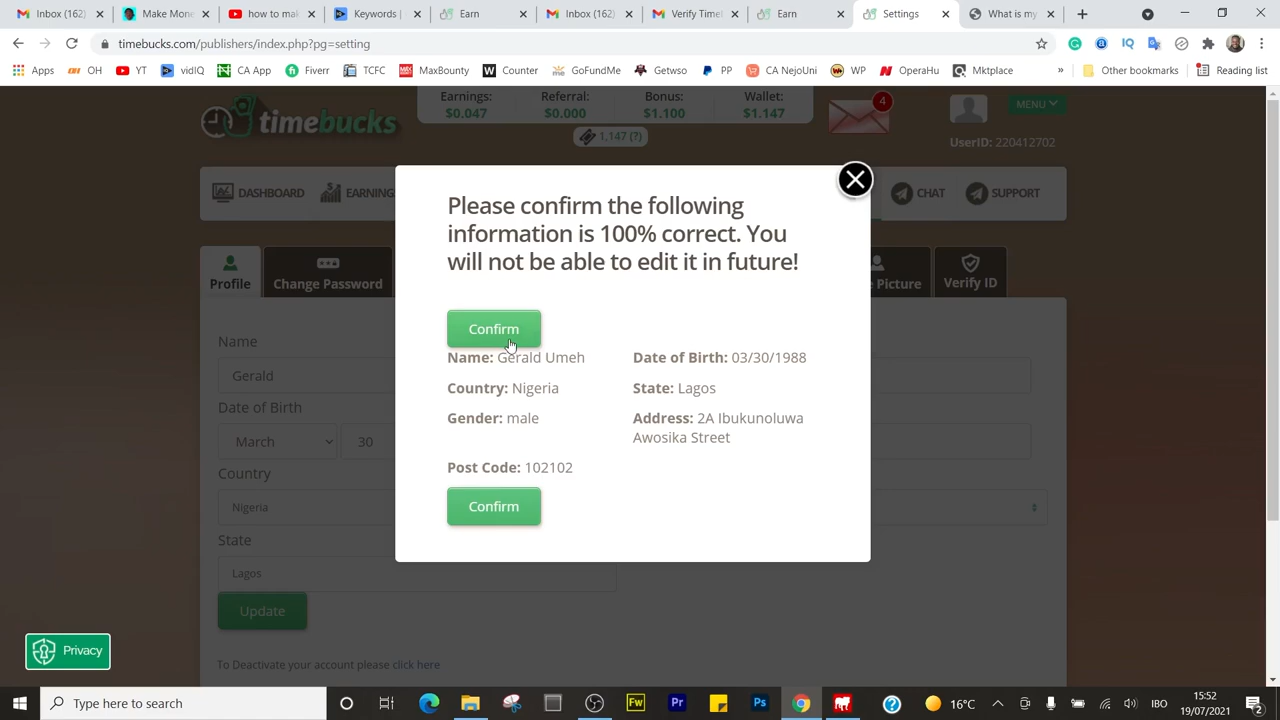 Inbox (162)
Make Mone
how to mak
Keywords
Earn
Inbox (162)
Verify Timel
Earn
Settings
What is my
timebucks.com/publishers/index.php?pg=setting
Apps
OH
YT
vidIQ
CA App
Fiverr
TCFC
MaxBounty
Counter
GoFundMe
Getwso
PP
CA NejoUni
WP
OperaHu
Mktplace
»
Other bookmarks
Reading list
timebucks
Earnings: Referral: Bonus: Wallet:
$0.047 $0.000 $1.100 $1.147
1,147 (?)
4
MENU
UserID: 220412702
DASHBOARD
EARNING
CHAT
SUPPORT
Profile
Change Password
Picture
Verify ID
Please confirm the following
information is 100% correct. You
will not be able to edit it in future!
Confirm
Name: Gerald Umeh Date of Birth: 03/30/1988
Country: Nigeria State: Lagos
Gender: male Address: 2A Ibukunoluwa
Awosika Street
Post Code: 102102
Confirm
Name
Gerald
Date of Birth
March 30
Country
Nigeria
State
Lagos
Update
To Deactivate your account please click here
Privacy
Type here to search
Fw
Pr
Ps
16°C
IBO
15:52
19/07/2021